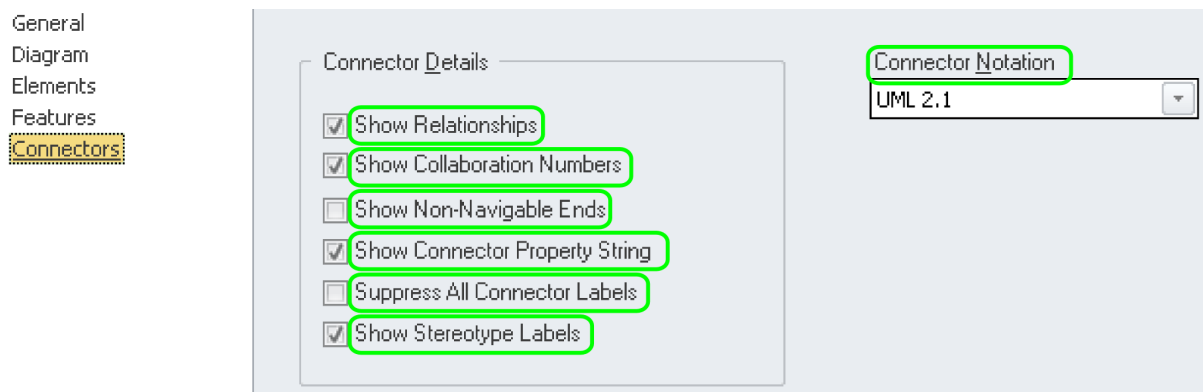 General
Diagram
Elements
Features
Connectors
Connector Details
Show Relationships
Show Collaboration Numbers
Show Non-Navigable Ends
Show Connector Property String
Suppress All Connector Labels
Show Stereotype Labels
Connector Notation
UML 2.1